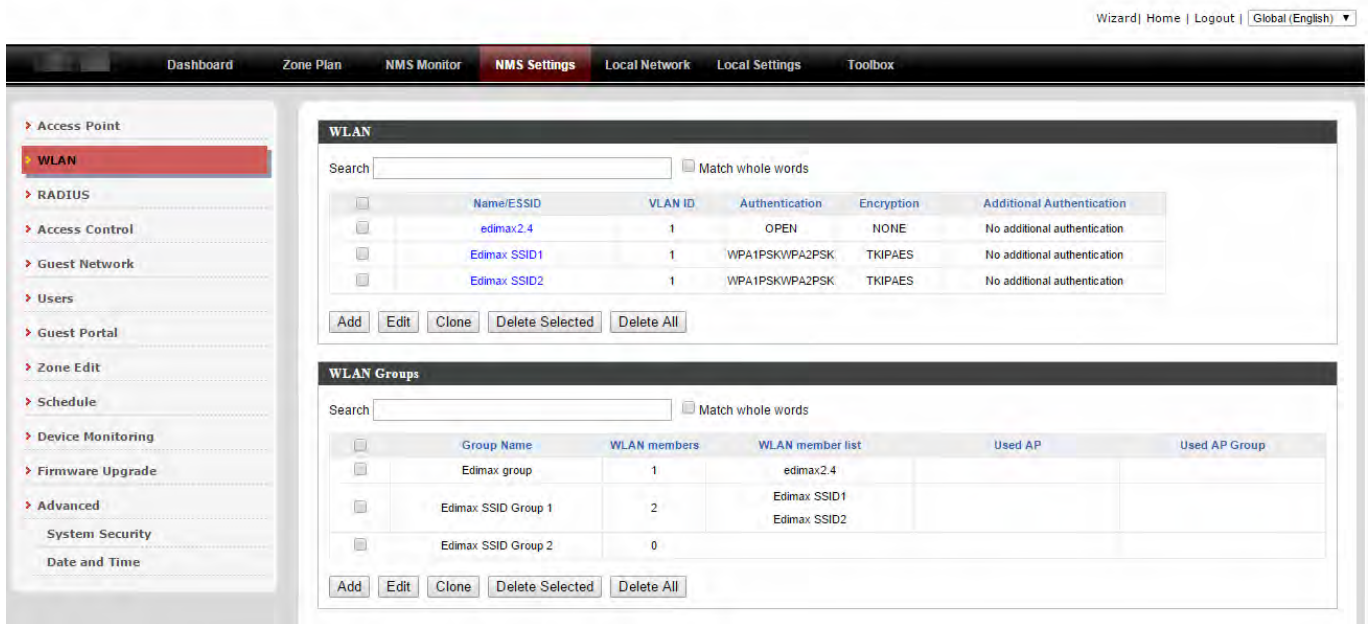 Wizard| Home | Logout | Global (English) ▼
Dashboard Zone Plan NMS Monitor NMS Settings Local Network Local Settings Toolbox
Access Point
WLAN
RADIUS
Access Control
Guest Network
Users
Guest Portal
Zone Edit
Schedule
Device Monitoring
Firmware Upgrade
Advanced
System Security
Date and Time
WLAN
Search Match whole words
Name/ESSID VLAN ID Authentication Encryption Additional Authentication
edimax2.4 1 OPEN NONE No additional authentication
Edimax SSID1 1 WPA1PSKWPA2PSK TKIPAES No additional authentication
Edimax SSID2 1 WPA1PSKWPA2PSK TKIPAES No additional authentication
Add Edit Clone Delete Selected Delete All
WLAN Groups
Search Match whole words
Group Name WLAN members WLAN member list Used AP Used AP Group
Edimax group 1 edimax2.4
Edimax SSID Group 1 2 Edimax SSID1
Edimax SSID2
Edimax SSID Group 2 0
Add Edit Clone Delete Selected Delete All